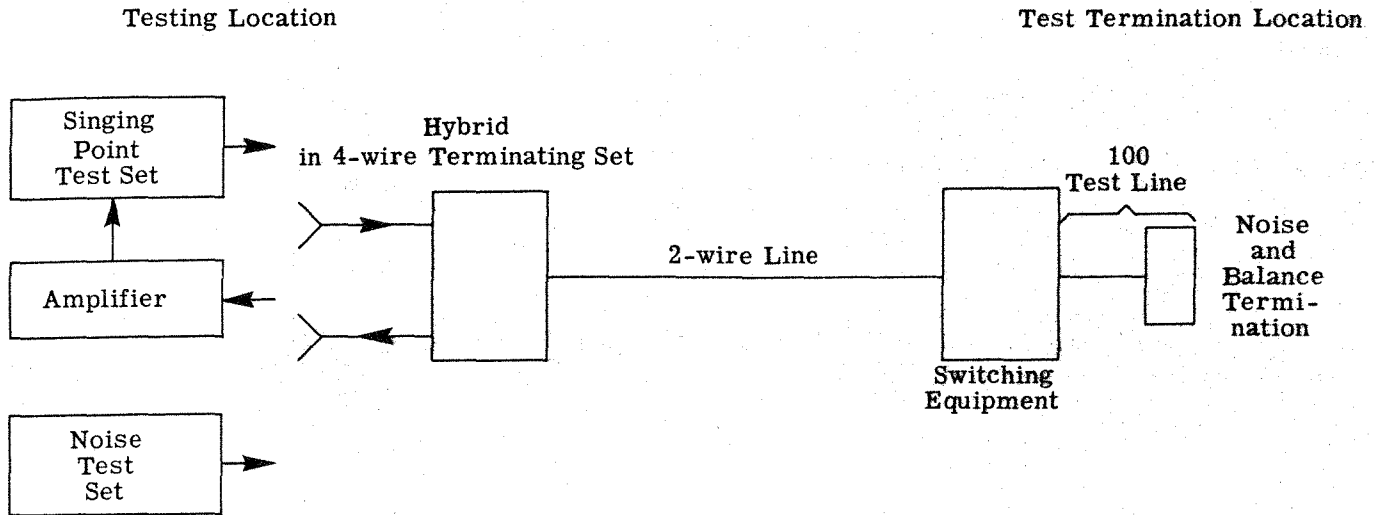 Testing Location
Test Termination Location
Singing
Point
Test Set
Hybrid
in 4-wire Terminating Set
100
Test Line
Noise
and
Balance
Termi-
nation
2-wire Line
Amplifier
Switching
Equipment
Noise
Test
Set